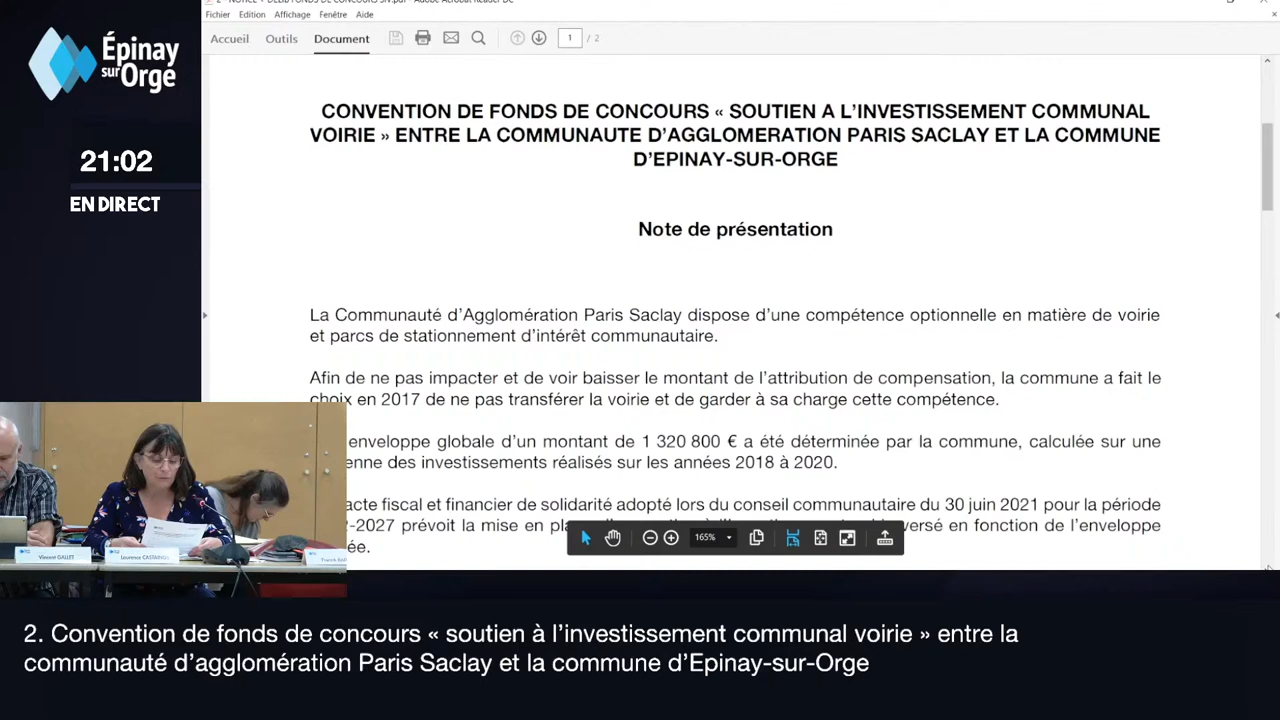 Fichier Edition Affichage Fenêtre Aide
Accueil Outils Document
1 / 2
Épinay
sur Orge
21:02
EN DIRECT
CONVENTION DE FONDS DE CONCOURS « SOUTIEN A L’INVESTISSEMENT COMMUNAL
VOIRIE » ENTRE LA COMMUNAUTE D’AGGLOMERATION PARIS SACLAY ET LA COMMUNE
D’EPINAY-SUR-ORGE
Note de présentation
La Communauté d’Agglomération Paris Saclay dispose d’une compétence optionnelle en matière de voirie
et parcs de stationnement d’intérêt communautaire.
Afin de ne pas impacter et de voir baisser le montant de l’attribution de compensation, la commune a fait le
choix en 2017 de ne pas transférer la voirie et de garder à sa charge cette compétence.
enveloppe globale d’un montant de 1 320 800 € a été déterminée par la commune, calculée sur une
enne des investissements réalisés sur les années 2018 à 2020.
acte fiscal et financier de solidarité adopté lors du conseil communautaire du 30 juin 2021 pour la période
-2027 prévoit la mise en versé en fonction de l’enveloppe
165%
Vincent GALLET
Laurence
2. Convention de fonds de concours « soutien à l’investissement communal voirie » entre la
communauté d’agglomération Paris Saclay et la commune d’Epinay-sur-Orge